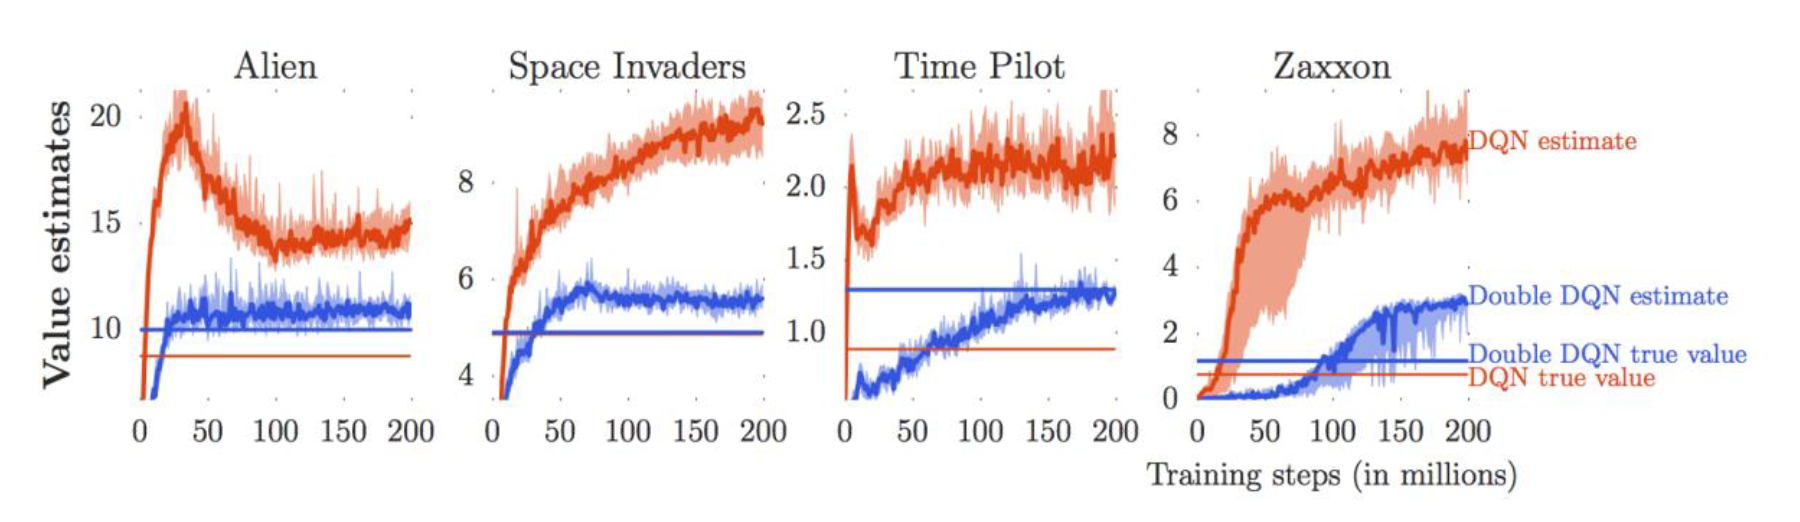 Alien
Space Invaders
Time Pilot
Zaxxon
Value estimates
20
15
10
0 50 100 150 200
8
6
4
0 50 100 150 200
2.5
2.0
1.5
1.0
0 50 100 150 200
8
6
4
2
0
0 50 100 150 200
DQN estimate
Double DQN estimate
Double DQN true value
DQN true value
Training steps (in millions)